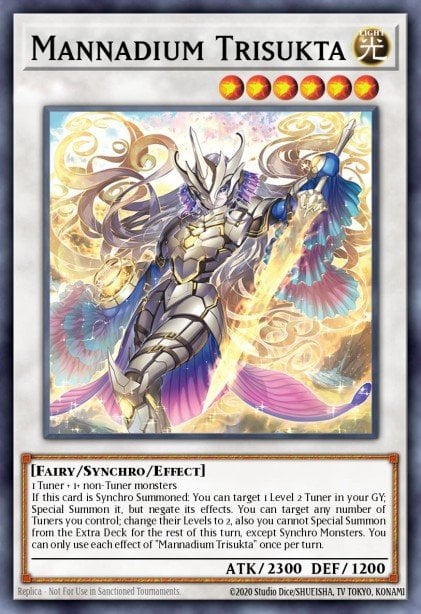 Mannadium Trisukta
LIGHT
光
[Fairy/Synchro/Effect]
1 Tuner + 1+ non-Tuner monsters
If this card is Synchro Summoned: You can target 1 Level 2 Tuner in your GY;
Special Summon it, but negate its effects. You can target any number of
Tuners you control; change their Levels to 2, also you cannot Special Summon
from the Extra Deck for the rest of this turn, except Synchro Monsters. You
can only use each effect of "Mannadium Trisukta" once per turn.
ATK/2300 DEF/1200
Replica - Not For Use in Sanctioned Tournaments.
©2020 Studio Dice/SHUEISHA, TV TOKYO, KONAMI